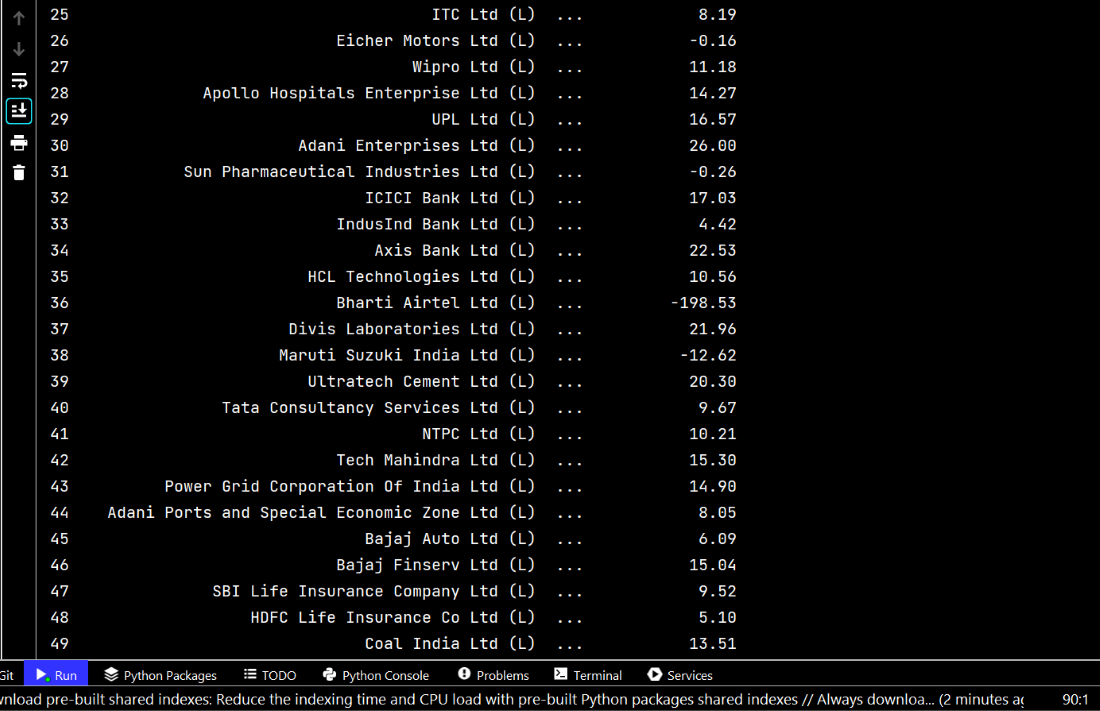 25 ITC Ltd (L) ... 8.19
26 Eicher Motors Ltd (L) ... -0.16
27 Wipro Ltd (L) ... 11.18
28 Apollo Hospitals Enterprise Ltd (L) ... 14.27
29 UPL Ltd (L) ... 16.57
30 Adani Enterprises Ltd (L) ... 26.00
31 Sun Pharmaceutical Industries Ltd (L) ... -0.26
32 ICICI Bank Ltd (L) ... 17.03
33 IndusInd Bank Ltd (L) ... 4.42
34 Axis Bank Ltd (L) ... 22.53
35 HCL Technologies Ltd (L) ... 10.56
36 Bharti Airtel Ltd (L) ... -198.53
37 Divis Laboratories Ltd (L) ... 21.96
38 Maruti Suzuki India Ltd (L) ... -12.62
39 Ultratech Cement Ltd (L) ... 20.30
40 Tata Consultancy Services Ltd (L) ... 9.67
41 NTPC Ltd (L) ... 10.21
42 Tech Mahindra Ltd (L) ... 15.30
43 Power Grid Corporation Of India Ltd (L) ... 14.90
44 Adani Ports and Special Economic Zone Ltd (L) ... 8.05
45 Bajaj Auto Ltd (L) ... 6.09
46 Bajaj Finserv Ltd (L) ... 15.04
47 SBI Life Insurance Company Ltd (L) ... 9.52
48 HDFC Life Insurance Co Ltd (L) ... 5.10
49 Coal India Ltd (L) ... 13.51
Git Run Python Packages TODO Python Console Problems Terminal Services
wnload pre-built shared indexes: Reduce the indexing time and CPU load with pre-built Python packages shared indexes // Always downloa... (2 minutes ag 90:1